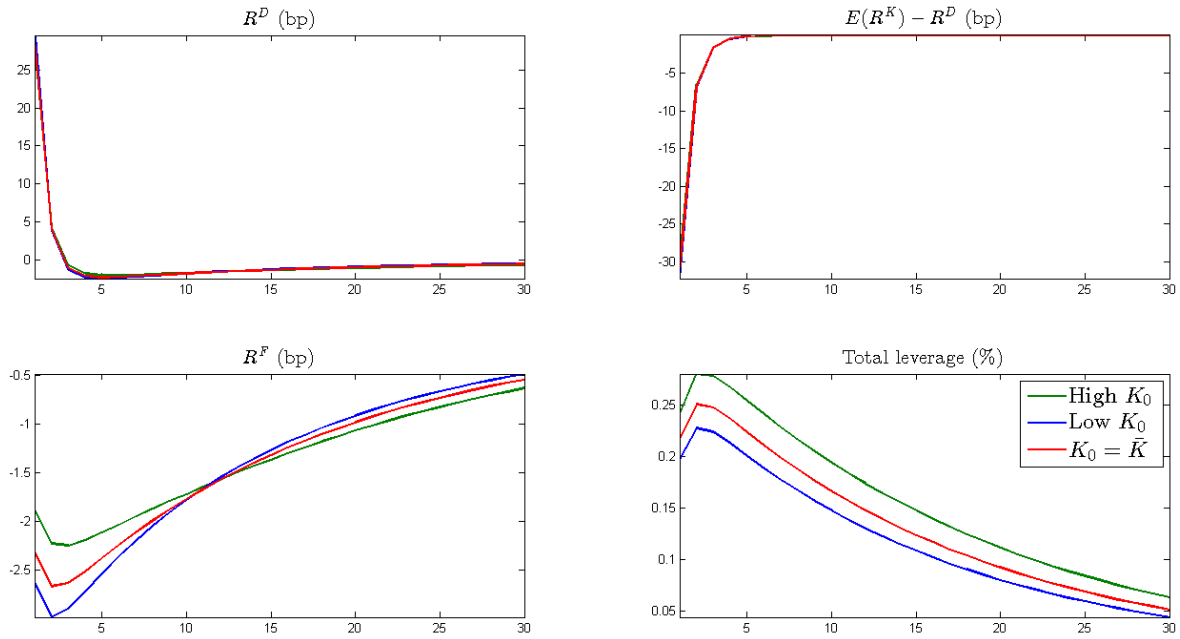 R^D (bp)
25
20
15
10
5
0
5 10 15 20 25 30
E(R^K) − R^D (bp)
-5
-10
-15
-20
-25
-30
5 10 15 20 25 30
R^F (bp)
-0.5
-1
-1.5
-2
-2.5
5 10 15 20 25 30
Total leverage (%)
0.25
0.2
0.15
0.1
0.05
5 10 15 20 25 30
High K_0
Low K_0
K_0 = K̄